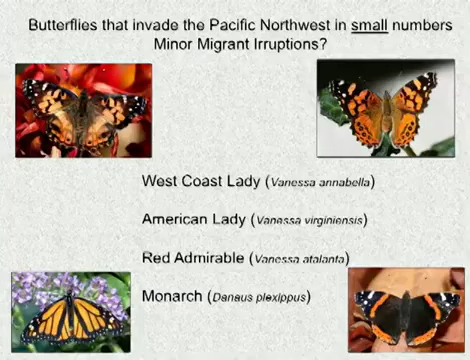 Butterflies that invade the Pacific Northwest in small numbers
Minor Migrant Irruptions?
West Coast Lady (Vanessa annabella)
American Lady (Vanessa virginiensis)
Red Admirable (Vanessa atalanta)
Monarch (Danaus plexippus)